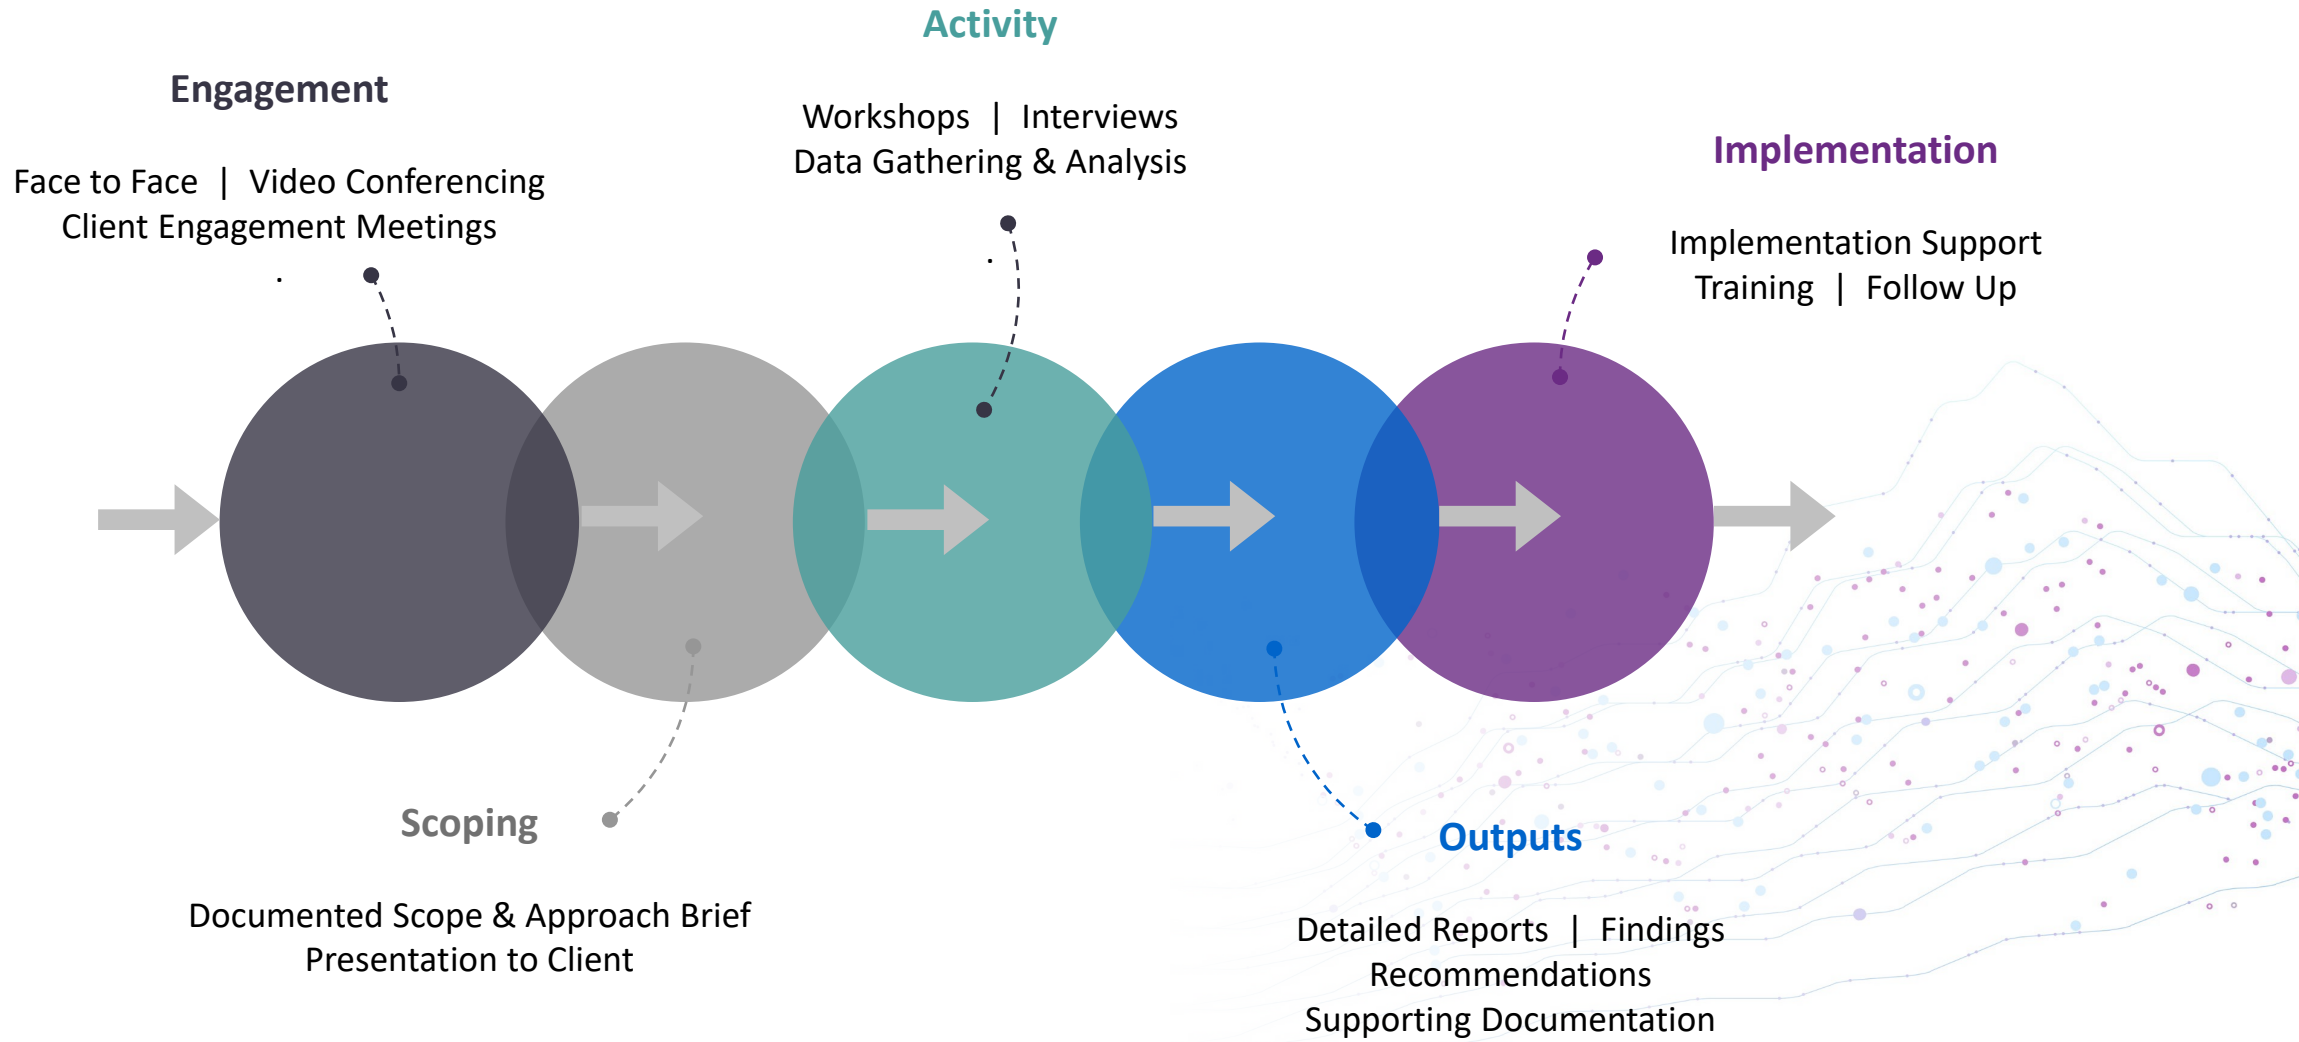 Engagement
Face to Face | Video Conferencing
Client Engagement Meetings
.
Scoping
Documented Scope & Approach Brief
Presentation to Client
Activity
Workshops | Interviews
Data Gathering & Analysis
.
Outputs
Detailed Reports | Findings
Recommendations
Supporting Documentation
Implementation
Implementation Support
Training | Follow Up